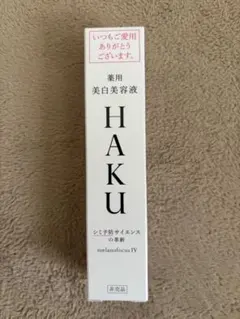 いつもご愛用
ありがとう
ございます。
薬用
美白美容液
HAKU
シミ予防サイエンス
の革新
melanofocus IV
非売品